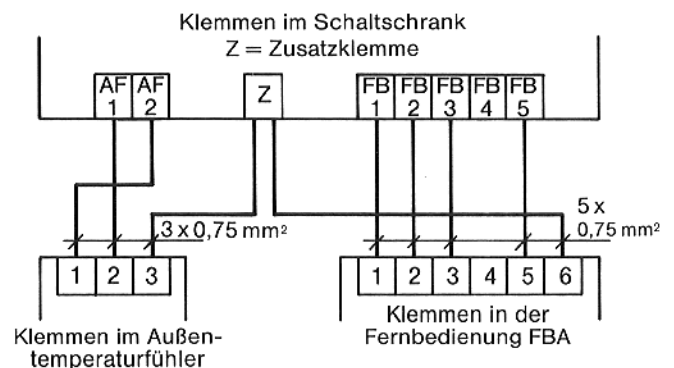 Klemmen im Schaltschrank
Z = Zusatzklemme
AF AF FB FB FB FB FB
1 2 Z 1 2 3 4 5
3 x 0,75 mm²
5 x
0,75 mm²
1 2 3 1 2 3 4 5 6
Klemmen im Außen-
temperaturfühler
Klemmen in der
Fernbedienung FBA